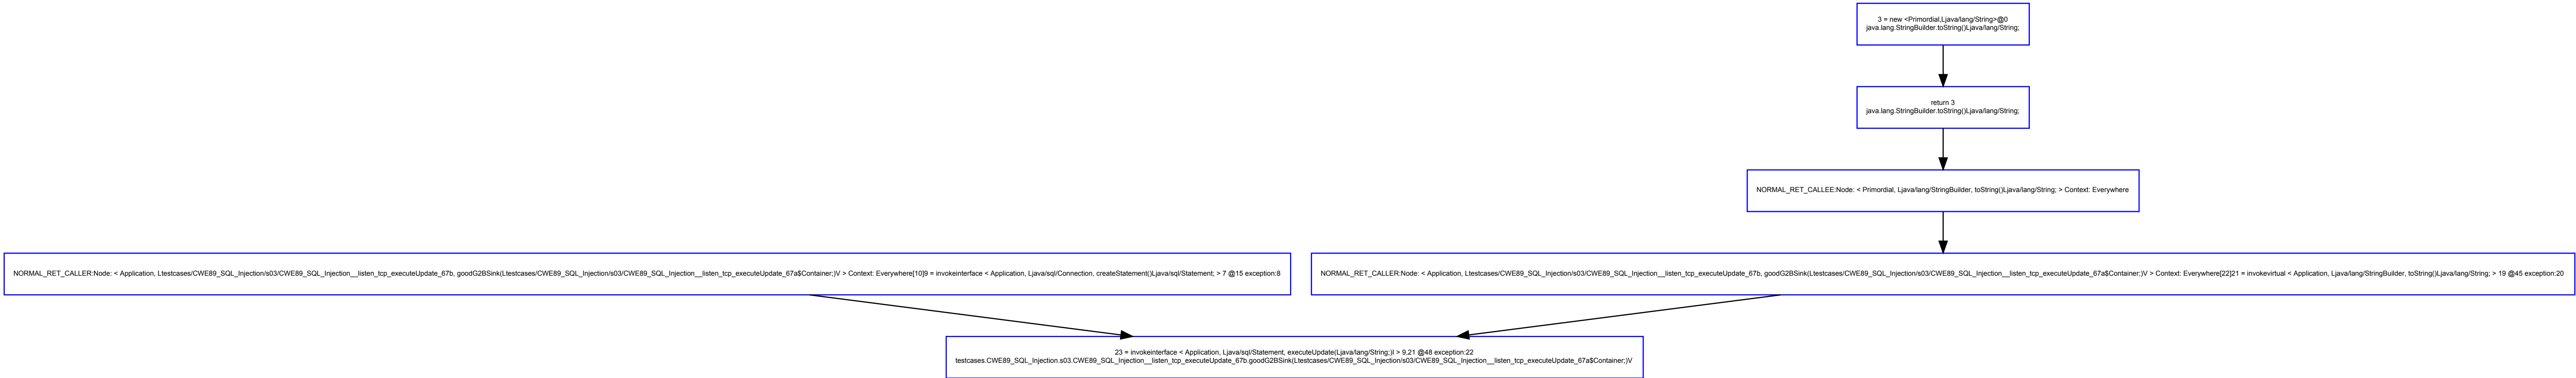 3 = new <Primordial,Ljava/lang/String>@0
java.lang.StringBuilder.toString()Ljava/lang/String;
return 3
java.lang.StringBuilder.toString()Ljava/lang/String;
NORMAL_RET_CALLEE:Node: < Primordial, Ljava/lang/StringBuilder, toString()Ljava/lang/String; > Context: Everywhere
NORMAL_RET_CALLER:Node: < Application, Ltestcases/CWE89_SQL_Injection/s03/CWE89_SQL_Injection__listen_tcp_executeUpdate_67b, goodG2BSink(Ltestcases/CWE89_SQL_Injection/s03/CWE89_SQL_Injection__listen_tcp_executeUpdate_67a$Container;)V > Context: Everywhere[10]9 = invokeinterface < Application, Ljava/sql/Connection, createStatement()Ljava/sql/Statement; > 7 @15 exception:8
NORMAL_RET_CALLER:Node: < Application, Ltestcases/CWE89_SQL_Injection/s03/CWE89_SQL_Injection__listen_tcp_executeUpdate_67b, goodG2BSink(Ltestcases/CWE89_SQL_Injection/s03/CWE89_SQL_Injection__listen_tcp_executeUpdate_67a$Container;)V > Context: Everywhere[22]21 = invokevirtual < Application, Ljava/lang/StringBuilder, toString()Ljava/lang/String; > 19 @45 exception:20
23 = invokeinterface < Application, Ljava/sql/Statement, executeUpdate(Ljava/lang/String;)I > 9,21 @48 exception:22
testcases.CWE89_SQL_Injection.s03.CWE89_SQL_Injection__listen_tcp_executeUpdate_67b.goodG2BSink(Ltestcases/CWE89_SQL_Injection/s03/CWE89_SQL_Injection__listen_tcp_executeUpdate_67a$Container;)V